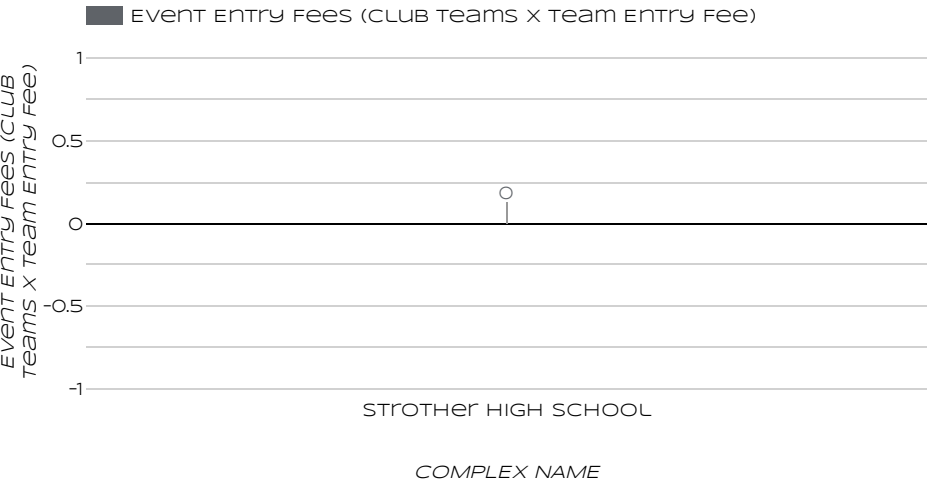 Event Entry Fees (Club Teams x Team Entry Fee)
Event Entry Fees (Club
Teams x Team Entry Fee)
1
0.5
0
0
-0.5
-1
Strother High School
Complex Name